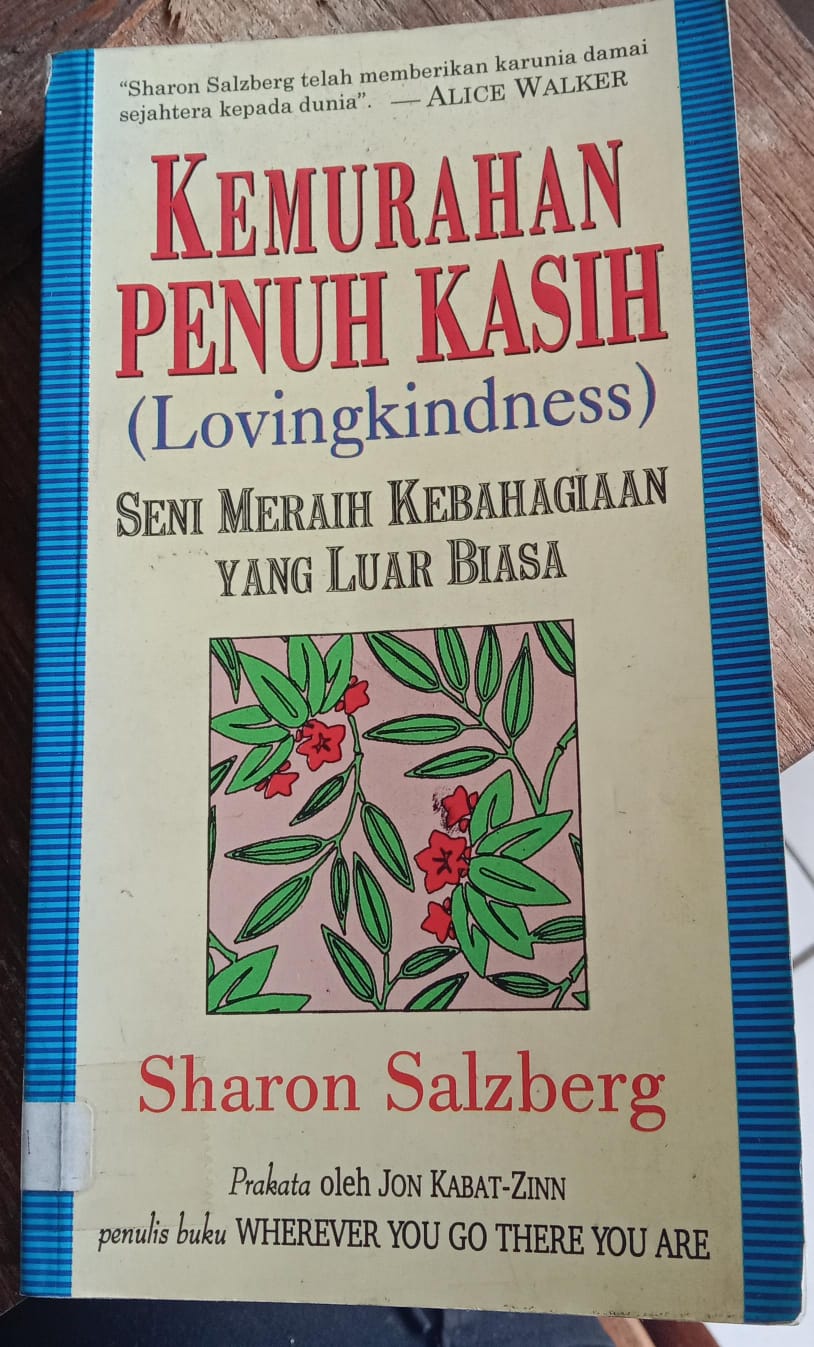 “Sharon Salzberg telah memberikan karunia damai
sejahtera kepada dunia”. — ALICE WALKER
KEMURAHAN
PENUH KASIH
(Lovingkindness)
SENI MERAIH KEBAHAGIAAN
YANG LUAR BIASA
Sharon Salzberg
Prakata oleh JON KABAT-ZINN
penulis buku WHEREVER YOU GO THERE YOU ARE